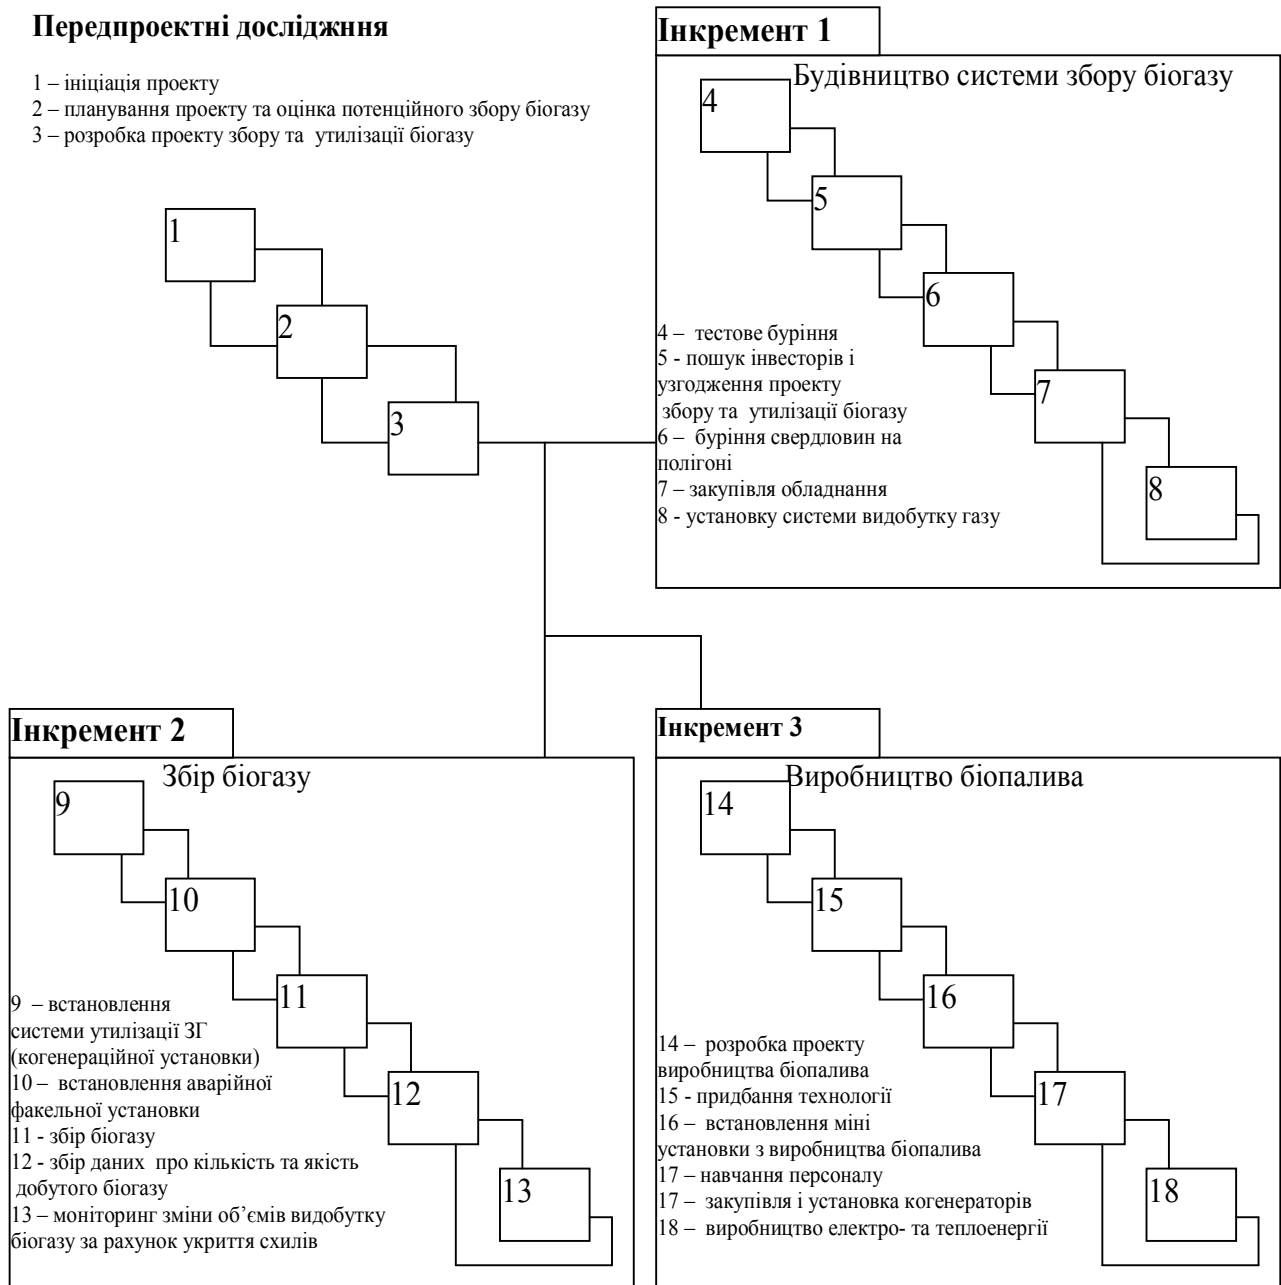 Передпроектні досліджння
1 – ініціація проекту
2 – планування проекту та оцінка потенційного збору біогазу
3 – розробка проекту збору та утилізації біогазу
1
2
3
Інкремент 1
Будівництво системи збору біогазу
4
5
6
7
8
4 – тестове буріння
5 - пошук інвесторів і
узгодження проекту
збору та утилізації біогазу
6 – буріння свердловин на
полігоні
7 – закупівля обладнання
8 - установку системи видобутку газу
Інкремент 2
Збір біогазу
9
10
11
12
13
9 – встановлення
системи утилізації ЗГ
(когенераційної установки)
10 – встановлення аварійної
факельної установки
11 - збір біогазу
12 - збір даних про кількість та якість
добутого біогазу
13 – моніторинг зміни об’ємів видобутку
біогазу за рахунок укриття схилів
Інкремент 3
Виробництво біопалива
14
15
16
17
18
14 – розробка проекту
виробництва біопалива
15 - придбання технології
16 – встановлення міні
установки з виробництва біопалива
17 – навчання персоналу
17 – закупівля і установка когенераторів
18 – виробництво електро- та теплоенергії